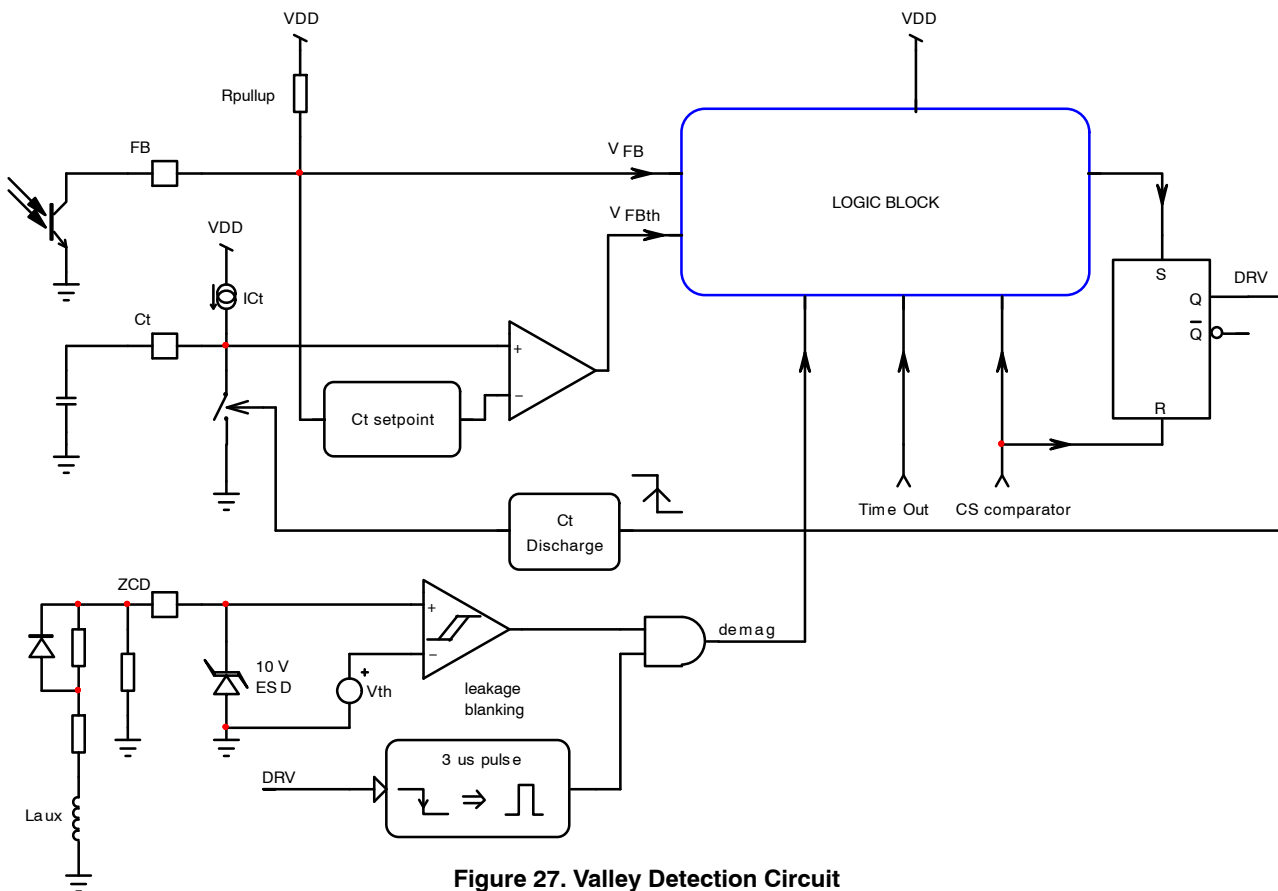 VDD
VDD
Rpullup
FB
V FB
LOGIC BLOCK
V FBth
VDD
S
DRV
ICt
Q
Ct
Q
+
−
Ct setpoint
R
Time Out
CS comparator
Ct
Discharge
ZCD
+
demag
−
10 V
ESD
+
Vth
leakage
blanking
3 us pulse
DRV
Laux
Figure 27. Valley Detection Circuit